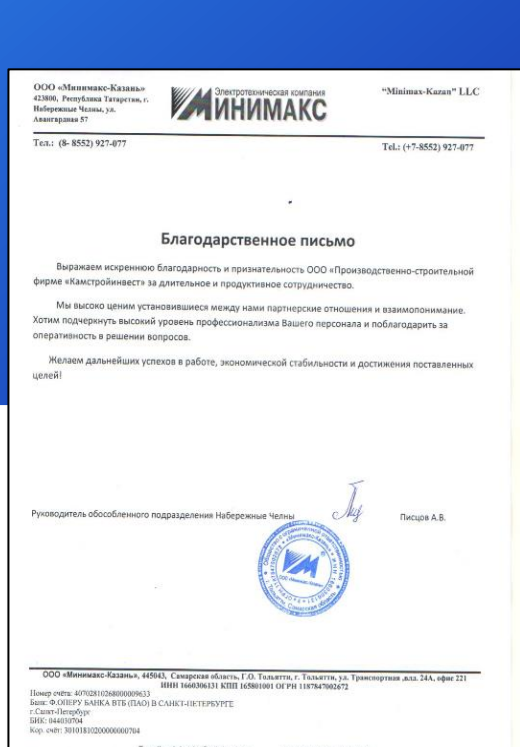 ООО «Минимакс-Казань»
423800, Республика Татарстан, г.
Набережные Челны, ул.
Авангардная 57
Электротехническая компания
МИНИМАКС
"Minimax-Kazan" LLC
Тел.: (8- 8552) 927-077
Tel.: (+7-8552) 927-077
Благодарственное письмо
Выражаем искреннюю благодарность и признательность ООО «Производственно-строительной
фирме «Камстройинвест» за длительное и продуктивное сотрудничество.
Мы высоко ценим установившиеся между нами партнерские отношения и взаимопонимание.
Хотим подчеркнуть высокий уровень профессионализма Вашего персонала и поблагодарить за
оперативность в решении вопросов.
Желаем дальнейших успехов в работе, экономической стабильности и достижения поставленных
целей!
Руководитель обособленного подразделения Набережные Челны
Писцов А.В.
ООО «Минимакс-Казань»
ООО «Минимакс-Казань», 445043, Самарская область, Г.О. Тольятти, г. Тольятти, ул. Транспортная ,влд. 24А, офис 221
ИНН 1660306131 КПП 165801001 ОГРН 1187847002672
Номер счёта: 40702810268000009633
Банк: Ф.ОПЕРУ БАНКА ВТБ (ПАО) В САНКТ-ПЕТЕРБУРГЕ
г.Санкт-Петербург
БИК: 044030704
Кор. счёт: 30101810200000000704